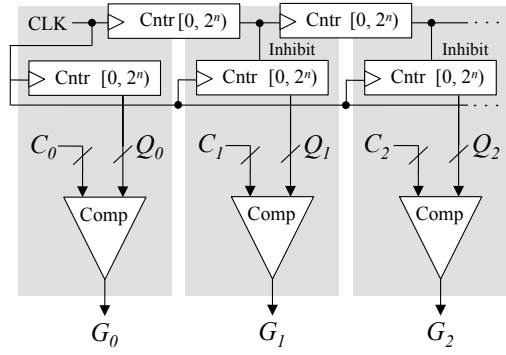 CLK Cntr [0, 2ⁿ) Cntr [0, 2ⁿ) . . .
Inhibit Inhibit
Cntr [0, 2ⁿ) Cntr [0, 2ⁿ) Cntr [0, 2ⁿ)
. . .
C₀ Q₀ C₁ Q₁ C₂ Q₂
Comp Comp Comp
G₀ G₁ G₂